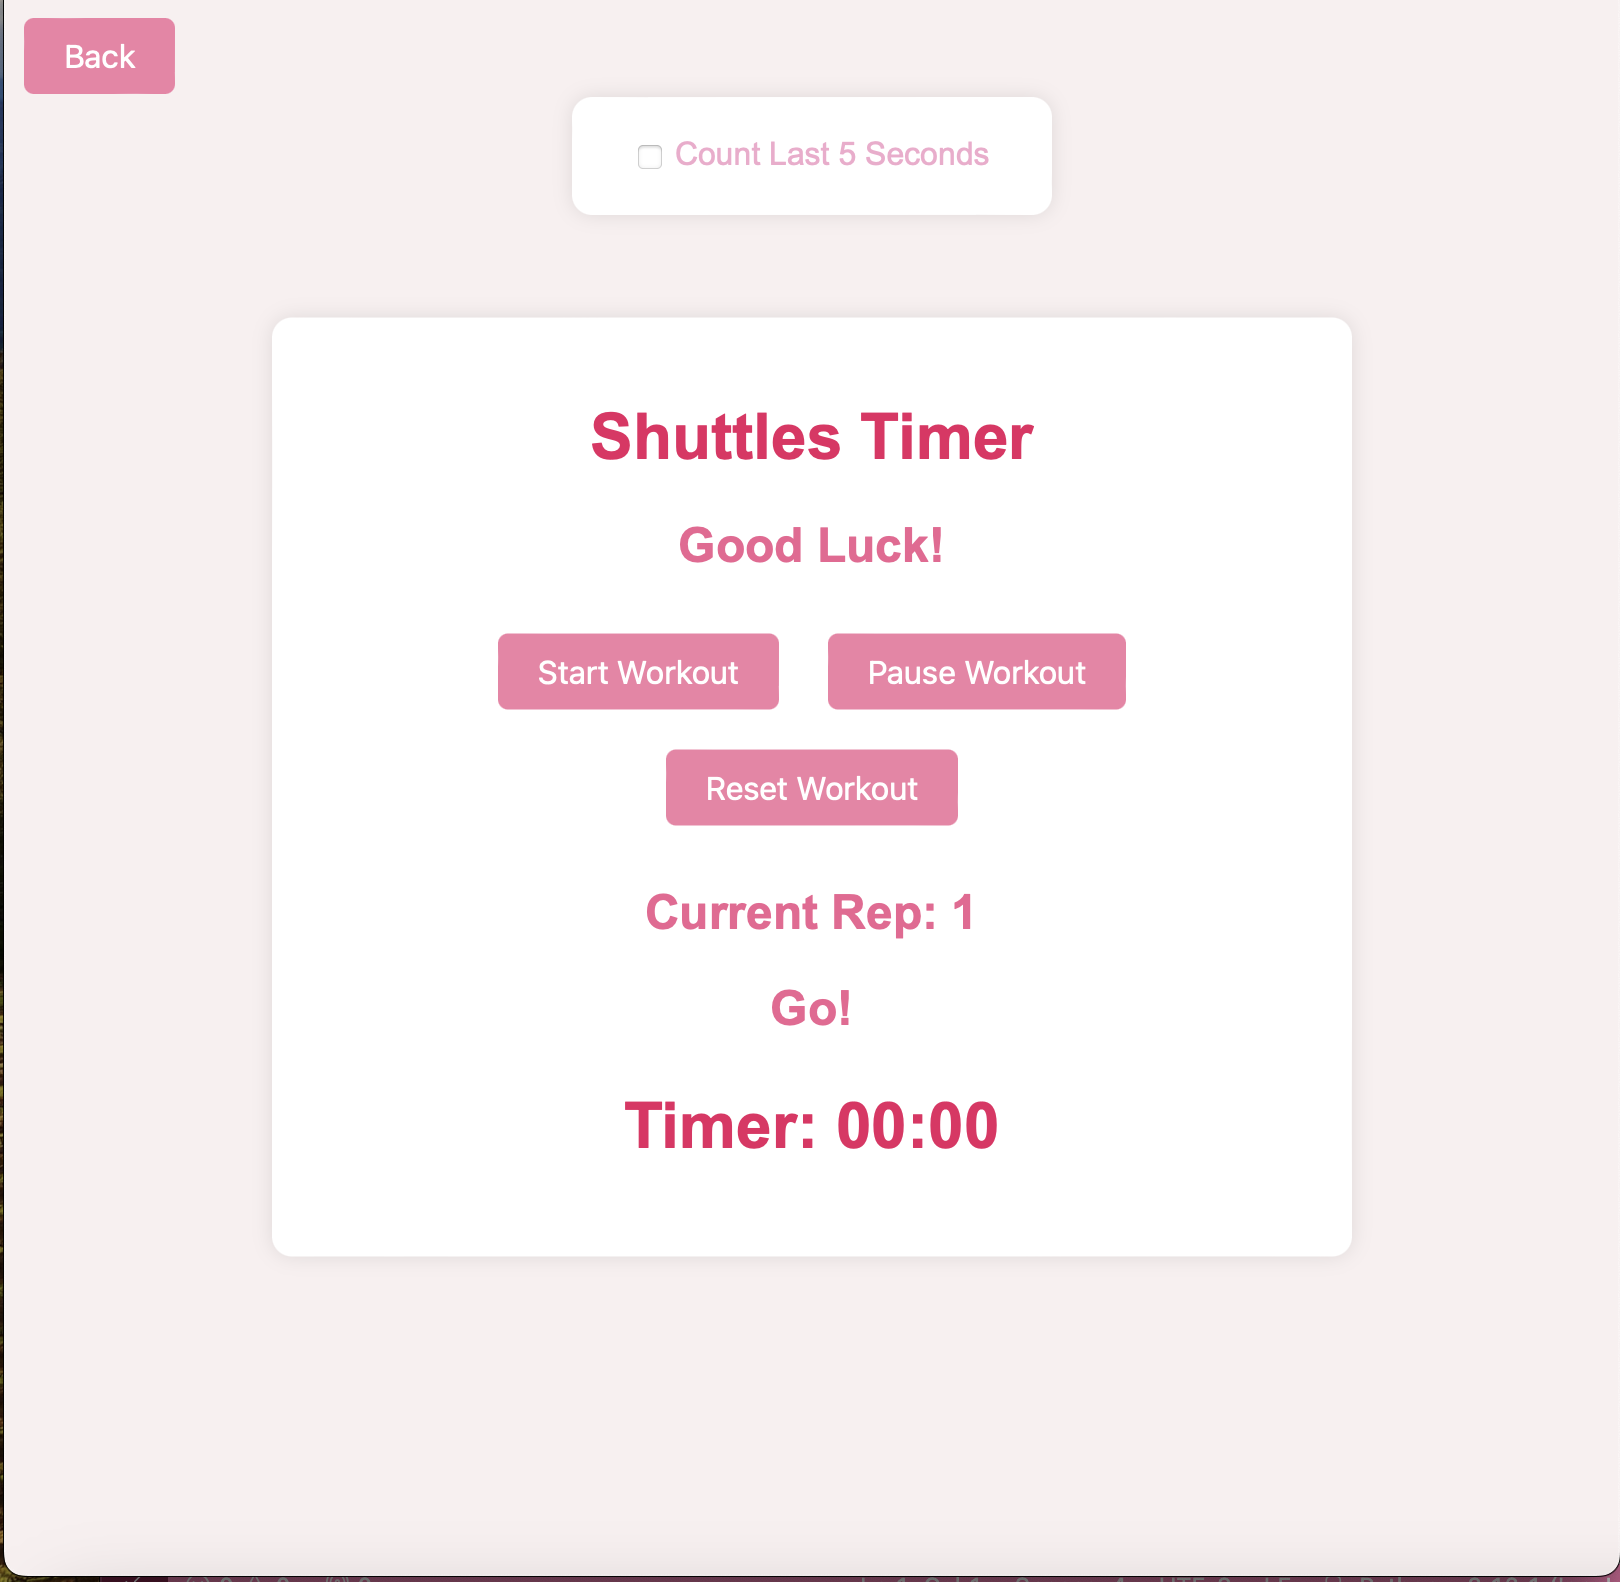 Back
Count Last 5 Seconds
Shuttles Timer
Good Luck!
Start Workout
Pause Workout
Reset Workout
Current Rep: 1
Go!
Timer: 00:00